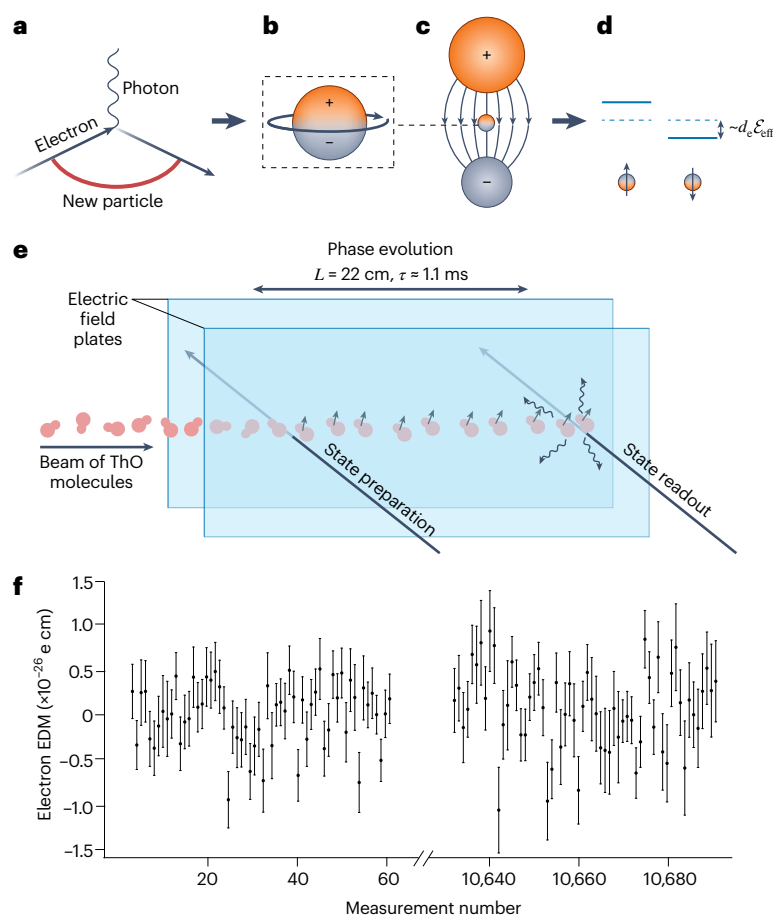 a
b
c
d
Photon
Electron
New particle
+
−
+
−
~dₑℰeff
e
Phase evolution
L = 22 cm, τ ≈ 1.1 ms
Electric
field
plates
Beam of ThO
molecules
State preparation
State readout
f
Electron EDM (×10⁻²⁶ e cm)
1.5
1.0
0.5
0
−0.5
−1.0
−1.5
20
40
60
10,640
10,660
10,680
Measurement number